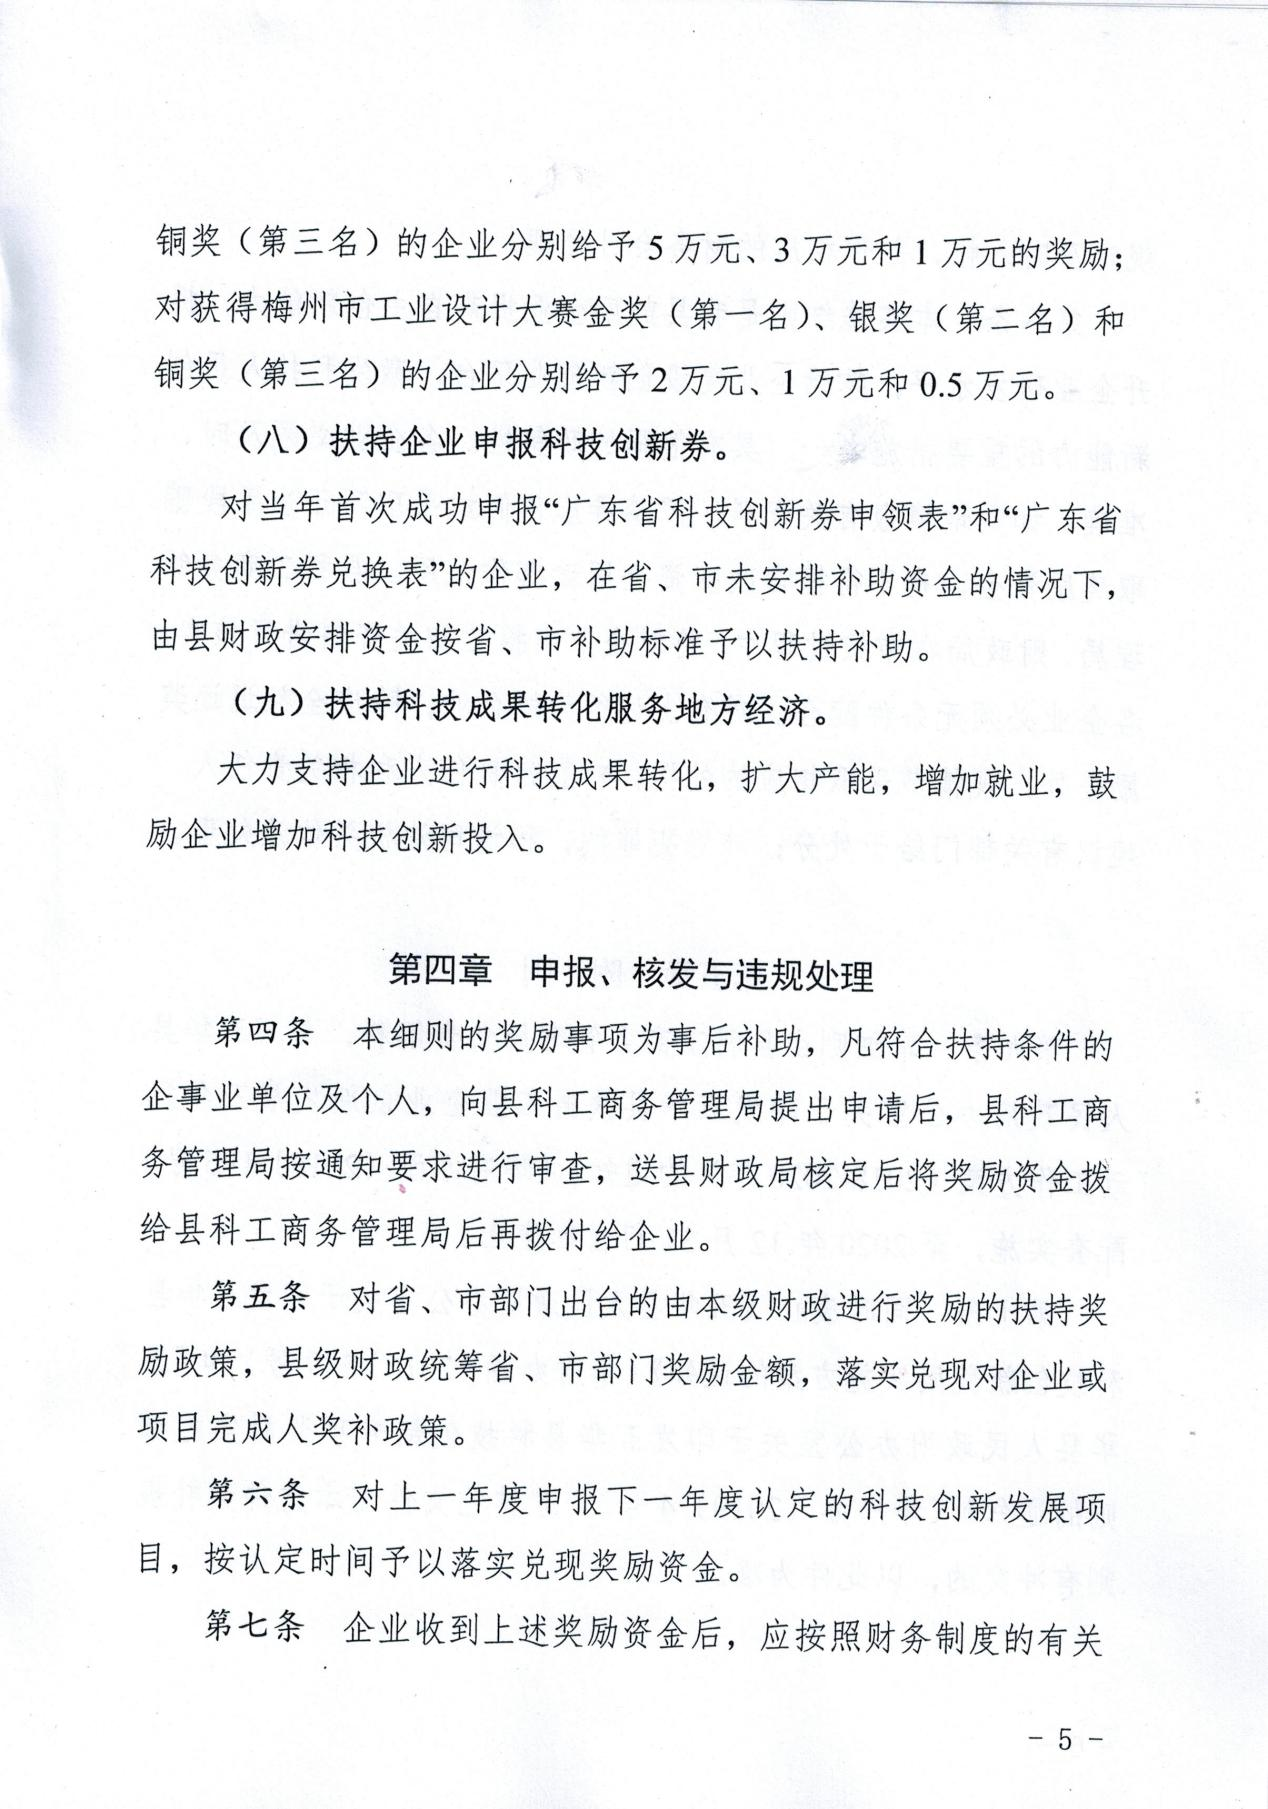 铜奖（第三名）的企业分别给予 5 万元、3 万元和 1 万元的奖励；
对获得梅州市工业设计大赛金奖（第一名）、银奖（第二名）和
铜奖（第三名）的企业分别给予 2 万元、1 万元和 0.5 万元。
（八）扶持企业申报科技创新券。
对当年首次成功申报“广东省科技创新券申领表”和“广东省
科技创新券兑换表”的企业，在省、市未安排补助资金的情况下，
由县财政安排资金按省、市补助标准予以扶持补助。
（九）扶持科技成果转化服务地方经济。
大力支持企业进行科技成果转化，扩大产能，增加就业，鼓
励企业增加科技创新投入。
第四章　申报、核发与违规处理
第四条　本细则的奖励事项为事后补助，凡符合扶持条件的
企事业单位及个人，向县科工商务管理局提出申请后，县科工商
务管理局按通知要求进行审查，送县财政局核定后将奖励资金拨
给县科工商务管理局后再拨付给企业。
第五条　对省、市部门出台的由本级财政进行奖励的扶持奖
励政策，县级财政统筹省、市部门奖励金额，落实兑现对企业或
项目完成人奖补政策。
第六条　对上一年度申报下一年度认定的科技创新发展项
目，按认定时间予以落实兑现奖励资金。
第七条　企业收到上述奖励资金后，应按照财务制度的有关
- 5 -